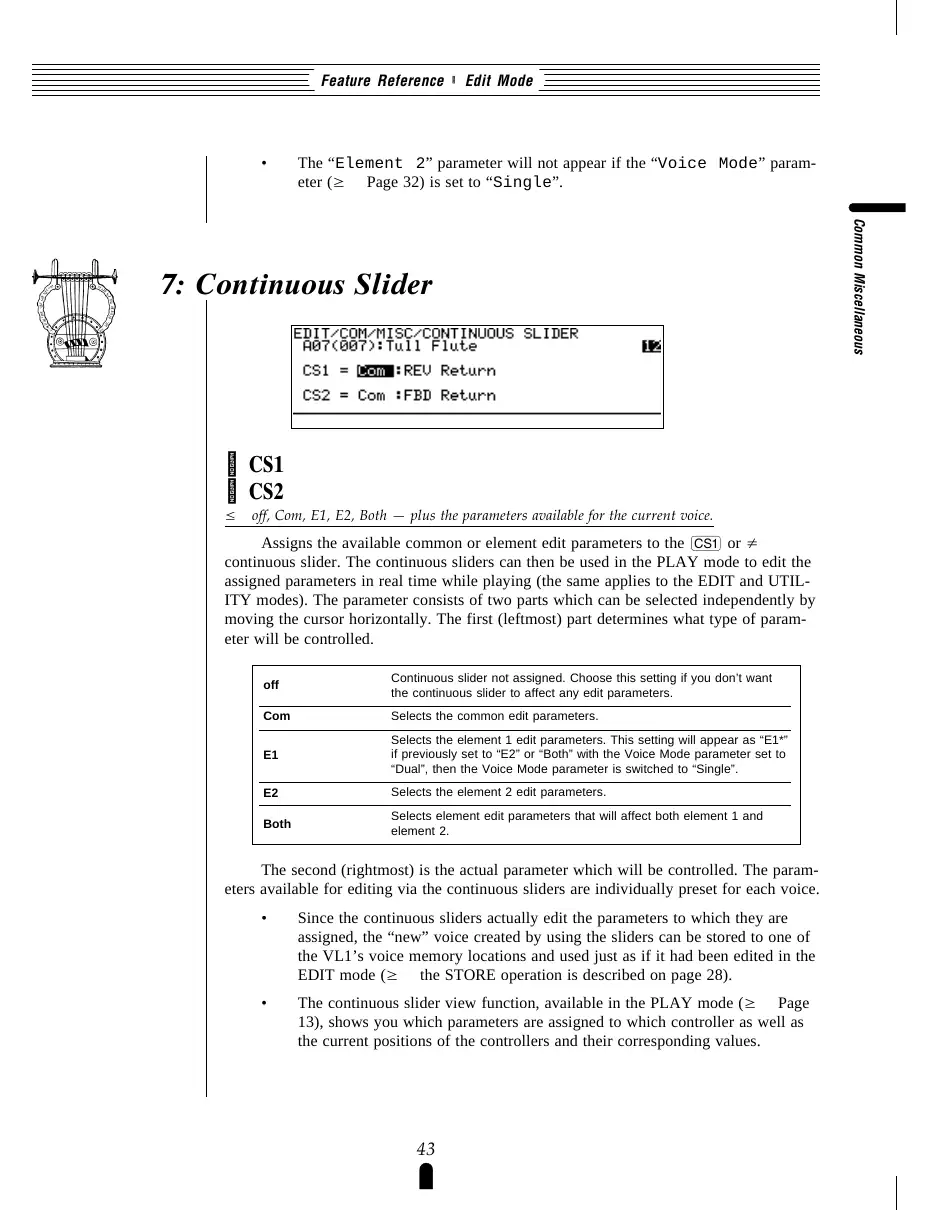 Feature Reference Edit Mode
• The “Element 2” parameter will not appear if the “Voice Mode” param-
eter (≥ Page 32) is set to “Single”.
Common Miscellaneous
7: Continuous Slider
EDIT/COM/MISC/CONTINUOUS SLIDER
A07(007):Tull Flute 12
CS1 = Com :REV Return
CS2 = Com :FBD Return
CS1
CS2
≤ off, Com, E1, E2, Both — plus the parameters available for the current voice.
Assigns the available common or element edit parameters to the CS1 or ≠
continuous slider. The continuous sliders can then be used in the PLAY mode to edit the
assigned parameters in real time while playing (the same applies to the EDIT and UTIL-
ITY modes). The parameter consists of two parts which can be selected independently by
moving the cursor horizontally. The first (leftmost) part determines what type of param-
eter will be controlled.
off
Continuous slider not assigned. Choose this setting if you don’t want
the continuous slider to affect any edit parameters.
Com
Selects the common edit parameters.
E1
Selects the element 1 edit parameters. This setting will appear as “E1*”
if previously set to “E2” or “Both” with the Voice Mode parameter set to
“Dual”, then the Voice Mode parameter is switched to “Single”.
E2
Selects the element 2 edit parameters.
Both
Selects element edit parameters that will affect both element 1 and
element 2.
The second (rightmost) is the actual parameter which will be controlled. The param-
eters available for editing via the continuous sliders are individually preset for each voice.
• Since the continuous sliders actually edit the parameters to which they are
assigned, the “new” voice created by using the sliders can be stored to one of
the VL1’s voice memory locations and used just as if it had been edited in the
EDIT mode (≥ the STORE operation is described on page 28).
• The continuous slider view function, available in the PLAY mode (≥ Page
13), shows you which parameters are assigned to which controller as well as
the current positions of the controllers and their corresponding values.
43